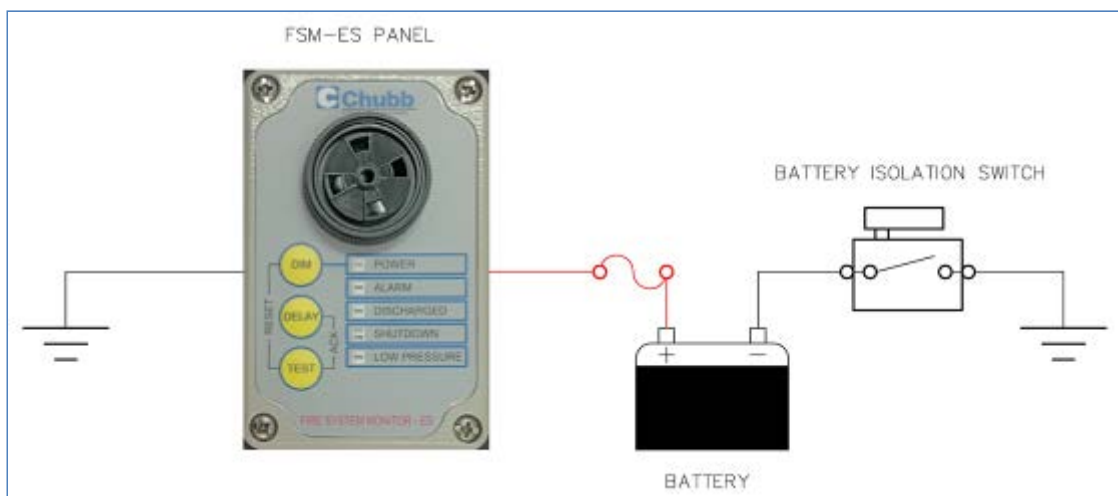 FSM-ES PANEL
Chubb
BATTERY ISOLATION SWITCH
DIM
POWER
ALARM
RESET
DELAY
DISCHARGED
ACK
SHUTDOWN
TEST
LOW PRESSURE
FIRE SYSTEM MONITOR - ES
+
−
BATTERY